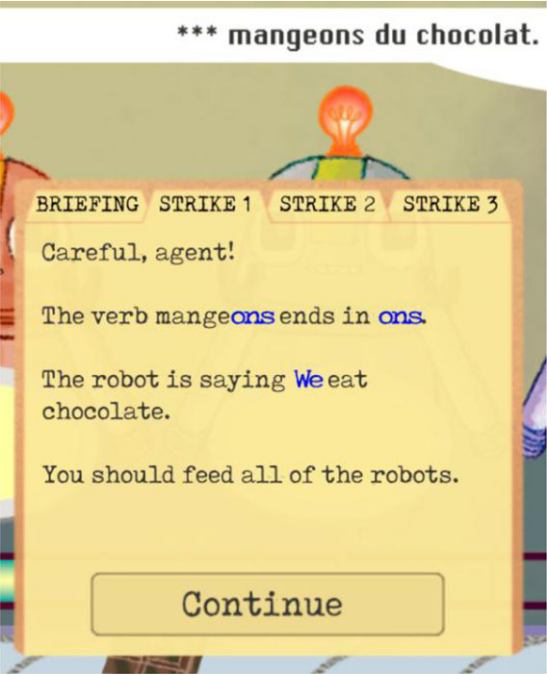 *** mangeons du chocolat.
BRIEFING STRIKE 1 STRIKE 2 STRIKE 3
Careful, agent!
The verb mangeons ends in ons.
The robot is saying We eat
chocolate.
You should feed all of the robots.
Continue